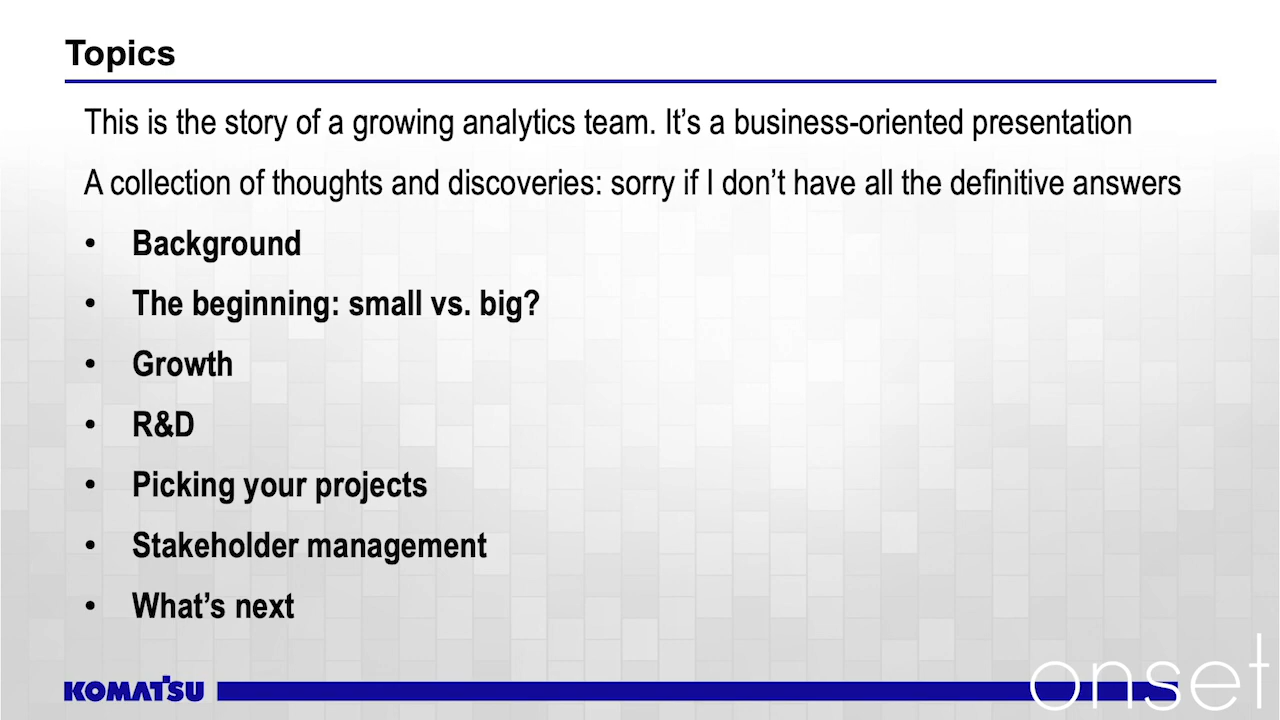 Topics
This is the story of a growing analytics team. It’s a business-oriented presentation
A collection of thoughts and discoveries: sorry if I don’t have all the definitive answers
• Background
• The beginning: small vs. big?
• Growth
• R&D
• Picking your projects
• Stakeholder management
• What’s next
KOMATSU
onset